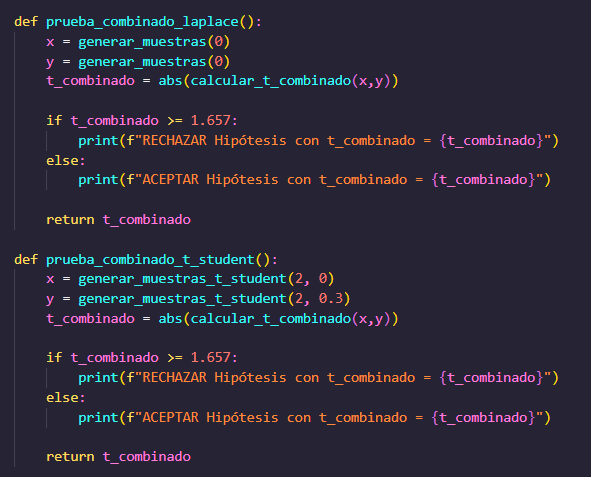 def prueba_combinado_laplace():
    x = generar_muestras(0)
    y = generar_muestras(0)
    t_combinado = abs(calcular_t_combinado(x,y))

    if t_combinado >= 1.657:
        print(f"RECHAZAR Hipótesis con t_combinado = {t_combinado}")
    else:
        print(f"ACEPTAR Hipótesis con t_combinado = {t_combinado}")

    return t_combinado

def prueba_combinado_t_student():
    x = generar_muestras_t_student(2, 0)
    y = generar_muestras_t_student(2, 0.3)
    t_combinado = abs(calcular_t_combinado(x,y))

    if t_combinado >= 1.657:
        print(f"RECHAZAR Hipótesis con t_combinado = {t_combinado}")
    else:
        print(f"ACEPTAR Hipótesis con t_combinado = {t_combinado}")

    return t_combinado